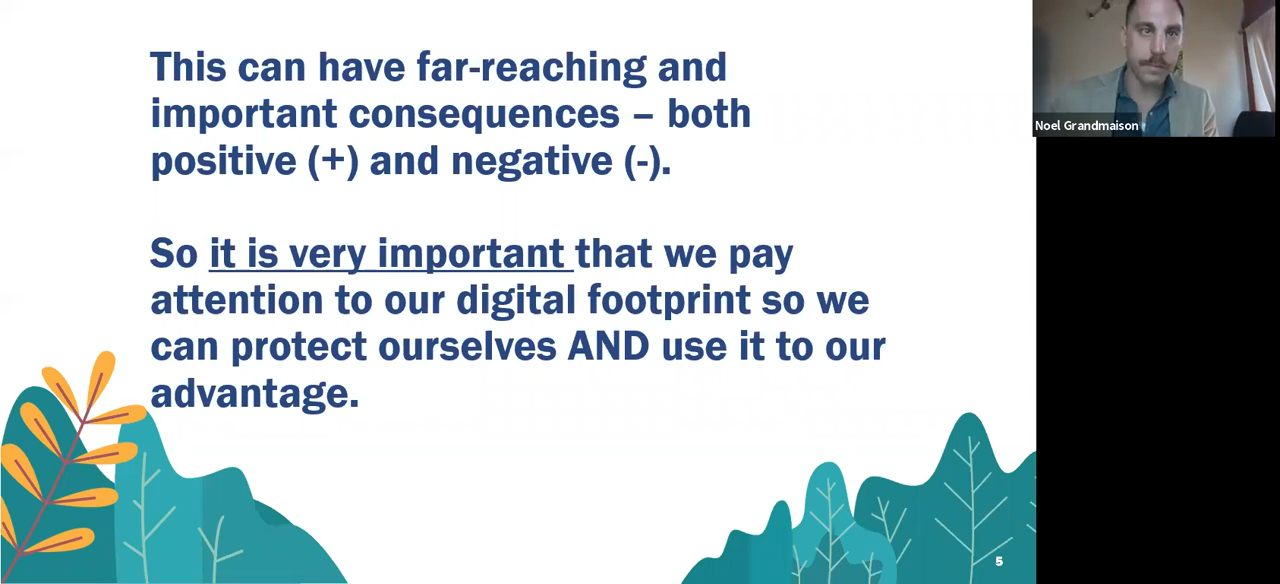 This can have far-reaching and
important consequences – both
positive (+) and negative (-).
So it is very important that we pay
attention to our digital footprint so we
can protect ourselves AND use it to our
advantage.
Noel Grandmaison
5